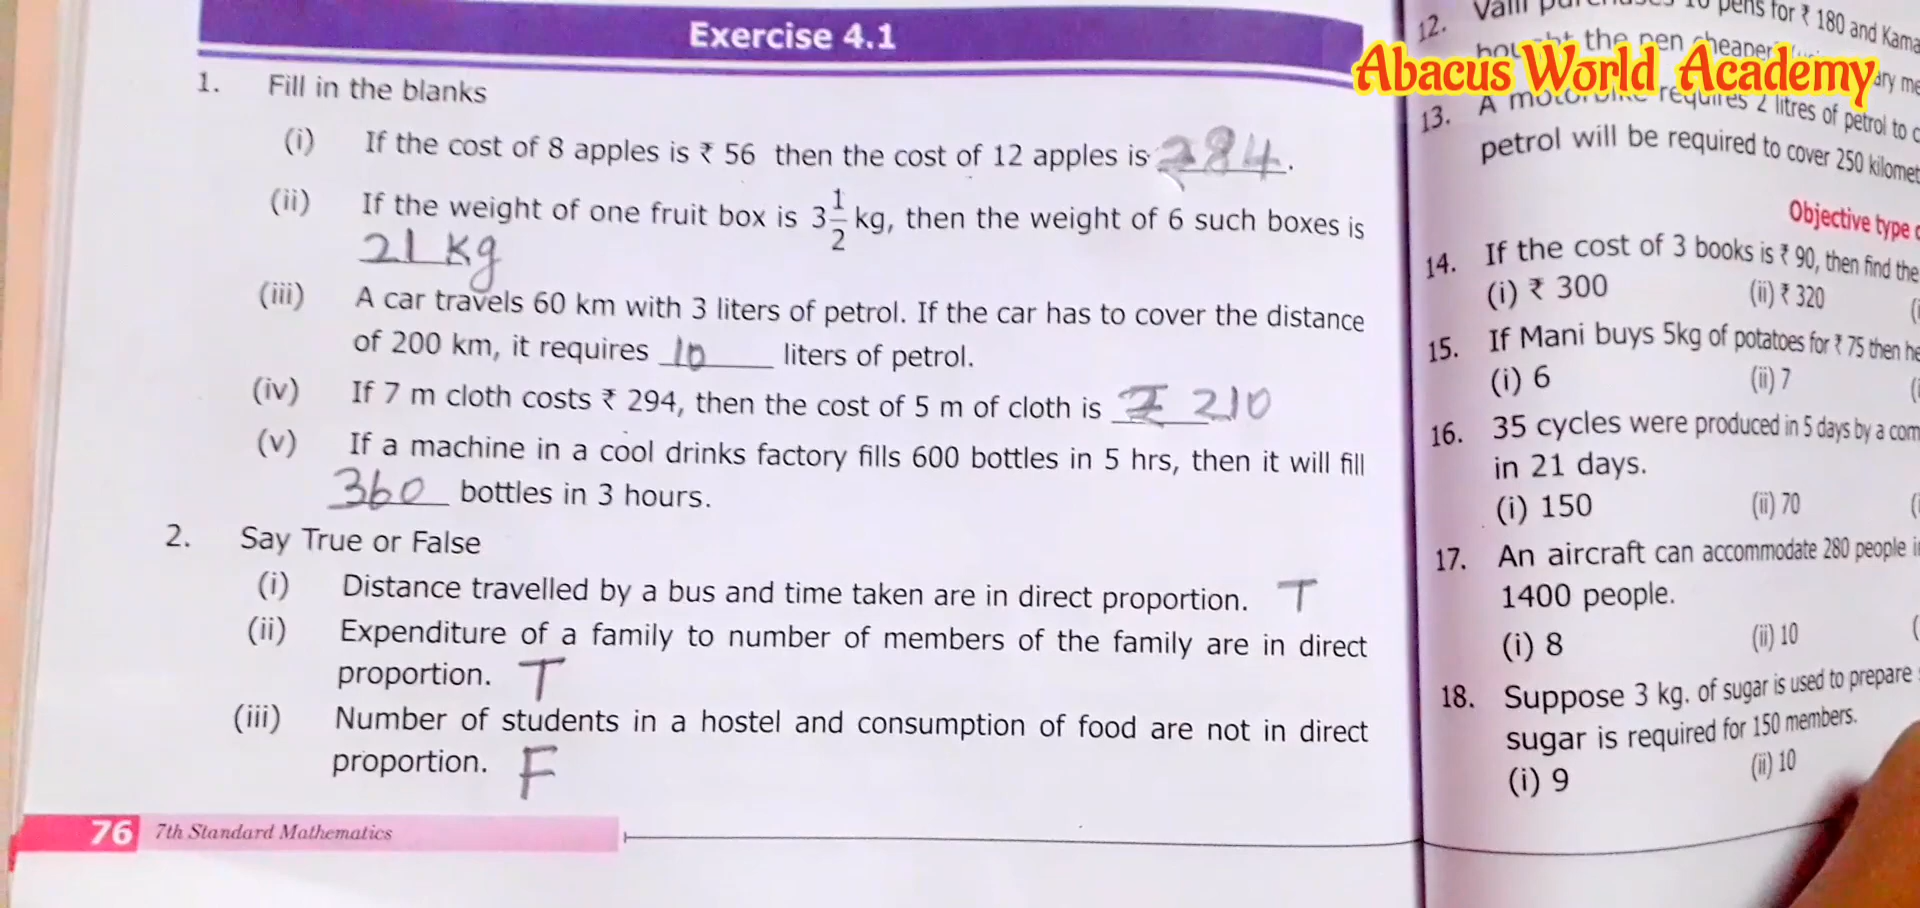 Exercise 4.1
1. Fill in the blanks
(i) If the cost of 8 apples is ₹ 56 then the cost of 12 apples is 84.
(ii) If the weight of one fruit box is 3 1/2 kg, then the weight of 6 such boxes is
21 kg
(iii) A car travels 60 km with 3 liters of petrol. If the car has to cover the distance
of 200 km, it requires 10 liters of petrol.
(iv) If 7 m cloth costs ₹ 294, then the cost of 5 m of cloth is ₹ 210
(v) If a machine in a cool drinks factory fills 600 bottles in 5 hrs, then it will fill
360 bottles in 3 hours.
2. Say True or False
(i) Distance travelled by a bus and time taken are in direct proportion. T
(ii) Expenditure of a family to number of members of the family are in direct
proportion. T
(iii) Number of students in a hostel and consumption of food are not in direct
proportion. F
76 7th Standard Mathematics
Abacus World Academy
12. pens for ₹ 180 and
the pen
13. A requires 2 litres of petrol to
petrol will be required to cover 250
Objective type
14. If the cost of 3 books is ₹ 90, then find the
(i) ₹ 300 (ii) ₹ 320
15. If Mani buys 5kg of potatoes for ₹ 75 then
(i) 6 (ii) 7
16. 35 cycles were produced in 5 days by a
in 21 days.
(i) 150 (ii) 70
17. An aircraft can accommodate 280 people
1400 people.
(i) 8 (ii) 10
18. Suppose 3 kg. of sugar is used to prepare
sugar is required for 150 members.
(i) 9 (ii) 10